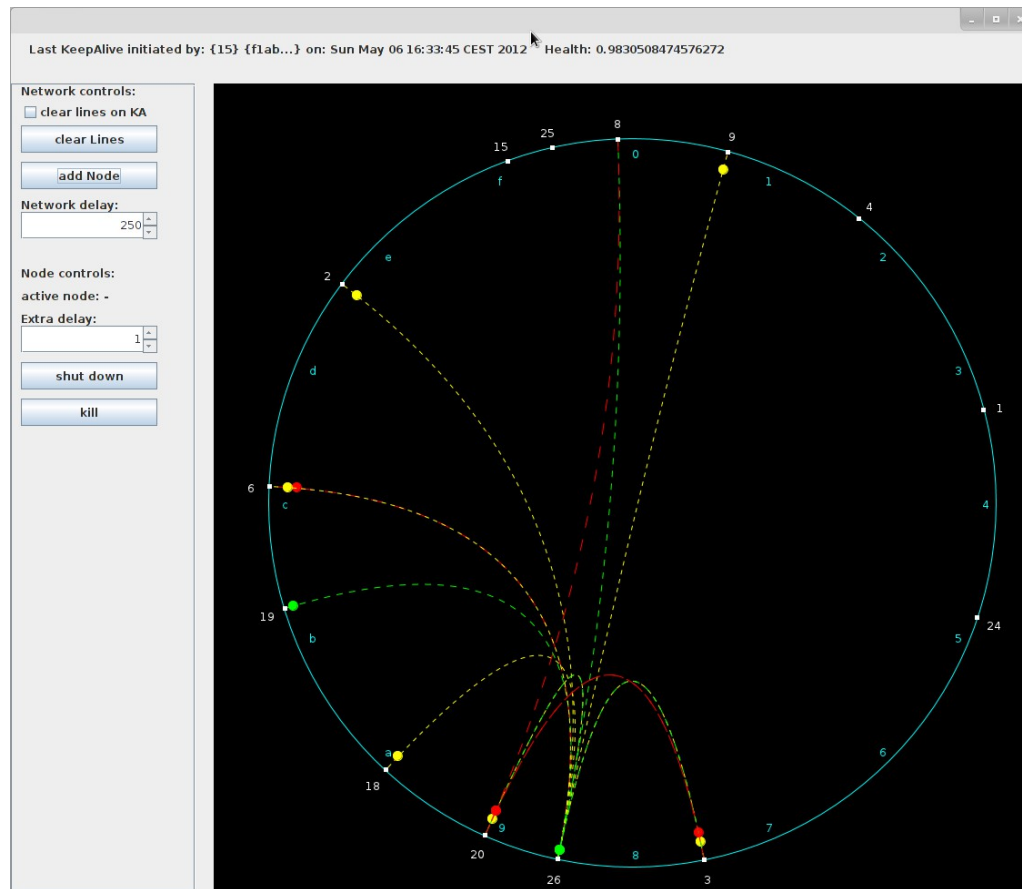 Last KeepAlive initiated by: {15} {f1ab...} on: Sun May 06 16:33:45 CEST 2012 Health: 0.9830508474576272
Network controls:
clear lines on KA
clear Lines
add Node
Network delay:
250
Node controls:
active node: -
Extra delay:
1
shut down
kill
8
25
9
15
0
f
1
4
e
2
2
d
3
1
6
c
4
19
b
5
24
a
6
18
9
7
20
8
26
3